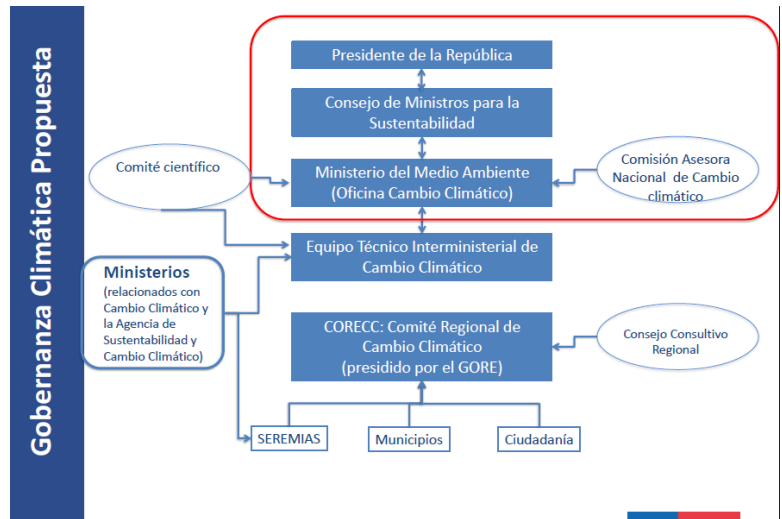 Gobernanza Climática Propuesta
Presidente de la República
Consejo de Ministros para la
Sustentabilidad
Comité científico
Ministerio del Medio Ambiente
(Oficina Cambio Climático)
Comisión Asesora
Nacional de Cambio
climático
Equipo Técnico Interministerial de
Cambio Climático
Ministerios
(relacionados con
Cambio Climático y
la Agencia de
Sustentabilidad y
Cambio Climático)
CORECC: Comité Regional de
Cambio Climático
(presidido por el GORE)
Consejo Consultivo
Regional
SEREMIAS
Municipios
Ciudadanía